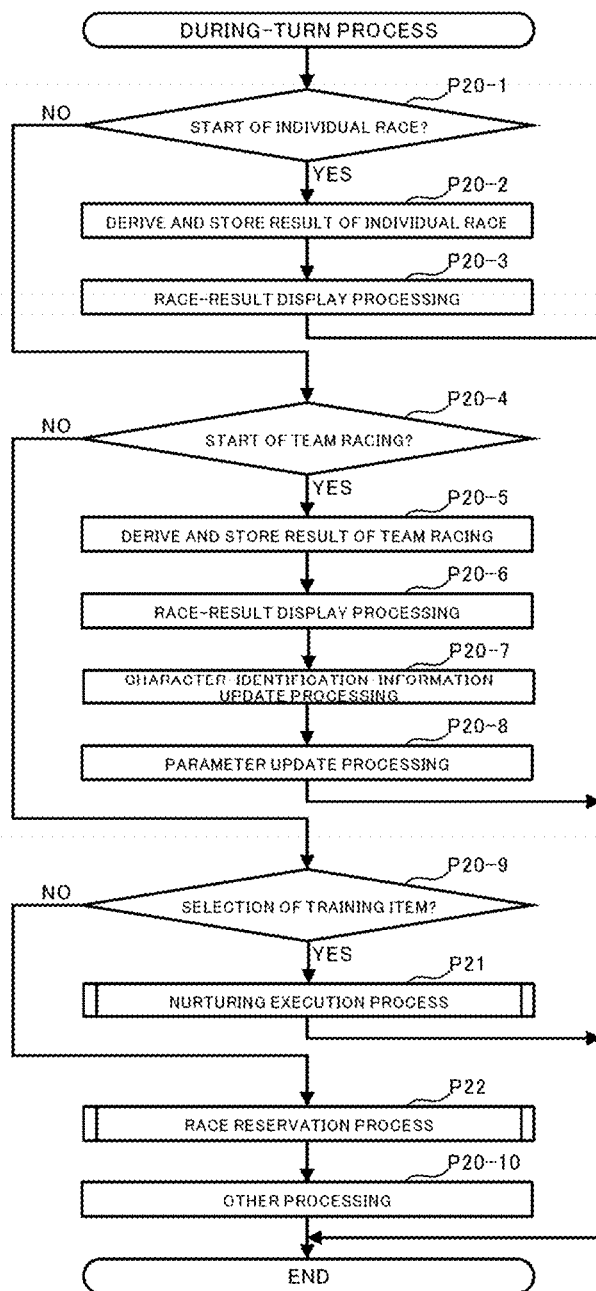 DURING-TURN PROCESS
P20-1
NO
START OF INDIVIDUAL RACE?
YES
P20-2
DERIVE AND STORE RESULT OF INDIVIDUAL RACE
P20-3
RACE-RESULT DISPLAY PROCESSING
P20-4
NO
START OF TEAM RACING?
YES
P20-5
DERIVE AND STORE RESULT OF TEAM RACING
P20-6
RACE-RESULT DISPLAY PROCESSING
P20-7
CHARACTER-IDENTIFICATION-INFORMATION
UPDATE PROCESSING
P20-8
PARAMETER UPDATE PROCESSING
P20-9
NO
SELECTION OF TRAINING ITEM?
YES
P21
NURTURING EXECUTION PROCESS
P22
RACE RESERVATION PROCESS
P20-10
OTHER PROCESSING
END